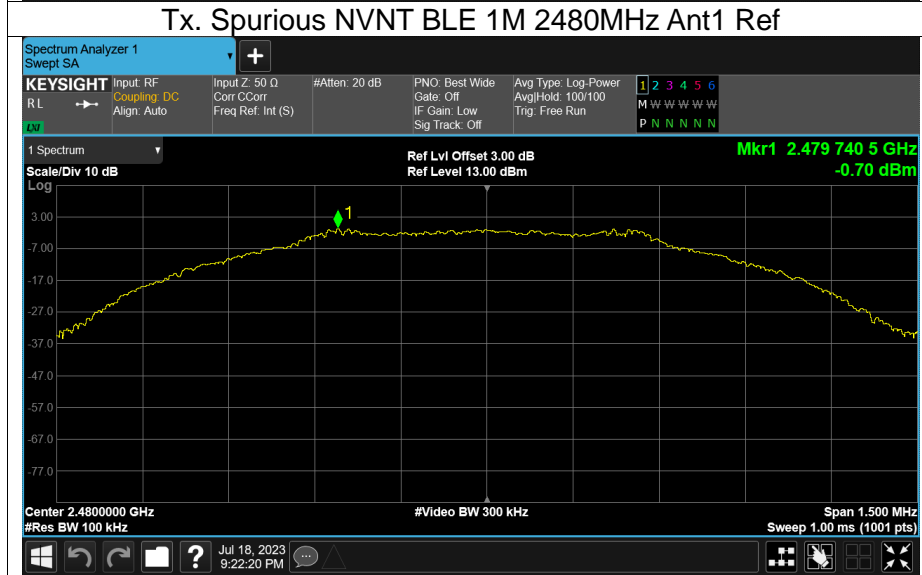 Tx. Spurious NVNT BLE 1M 2480MHz Ant1 Ref
Spectrum Analyzer 1
Swept SA
+
KEYSIGHT
R L
LXI
Input: RF
Coupling: DC
Align: Auto
Input Z: 50 Ω
Corr CCorr
Freq Ref: Int (S)
#Atten: 20 dB
PNO: Best Wide
Gate: Off
IF Gain: Low
Sig Track: Off
Avg Type: Log-Power
Avg|Hold: 100/100
Trig: Free Run
1 2 3 4 5 6
M W W W W W
P N N N N N
1 Spectrum
Scale/Div 10 dB
Ref Lvl Offset 3.00 dB
Ref Level 13.00 dBm
Mkr1 2.479 740 5 GHz
-0.70 dBm
Log
1
3.00
-7.00
-17.0
-27.0
-37.0
-47.0
-57.0
-67.0
-77.0
Center 2.4800000 GHz
#Video BW 300 kHz
Span 1.500 MHz
#Res BW 100 kHz
Sweep 1.00 ms (1001 pts)
?
Jul 18, 2023
9:22:20 PM